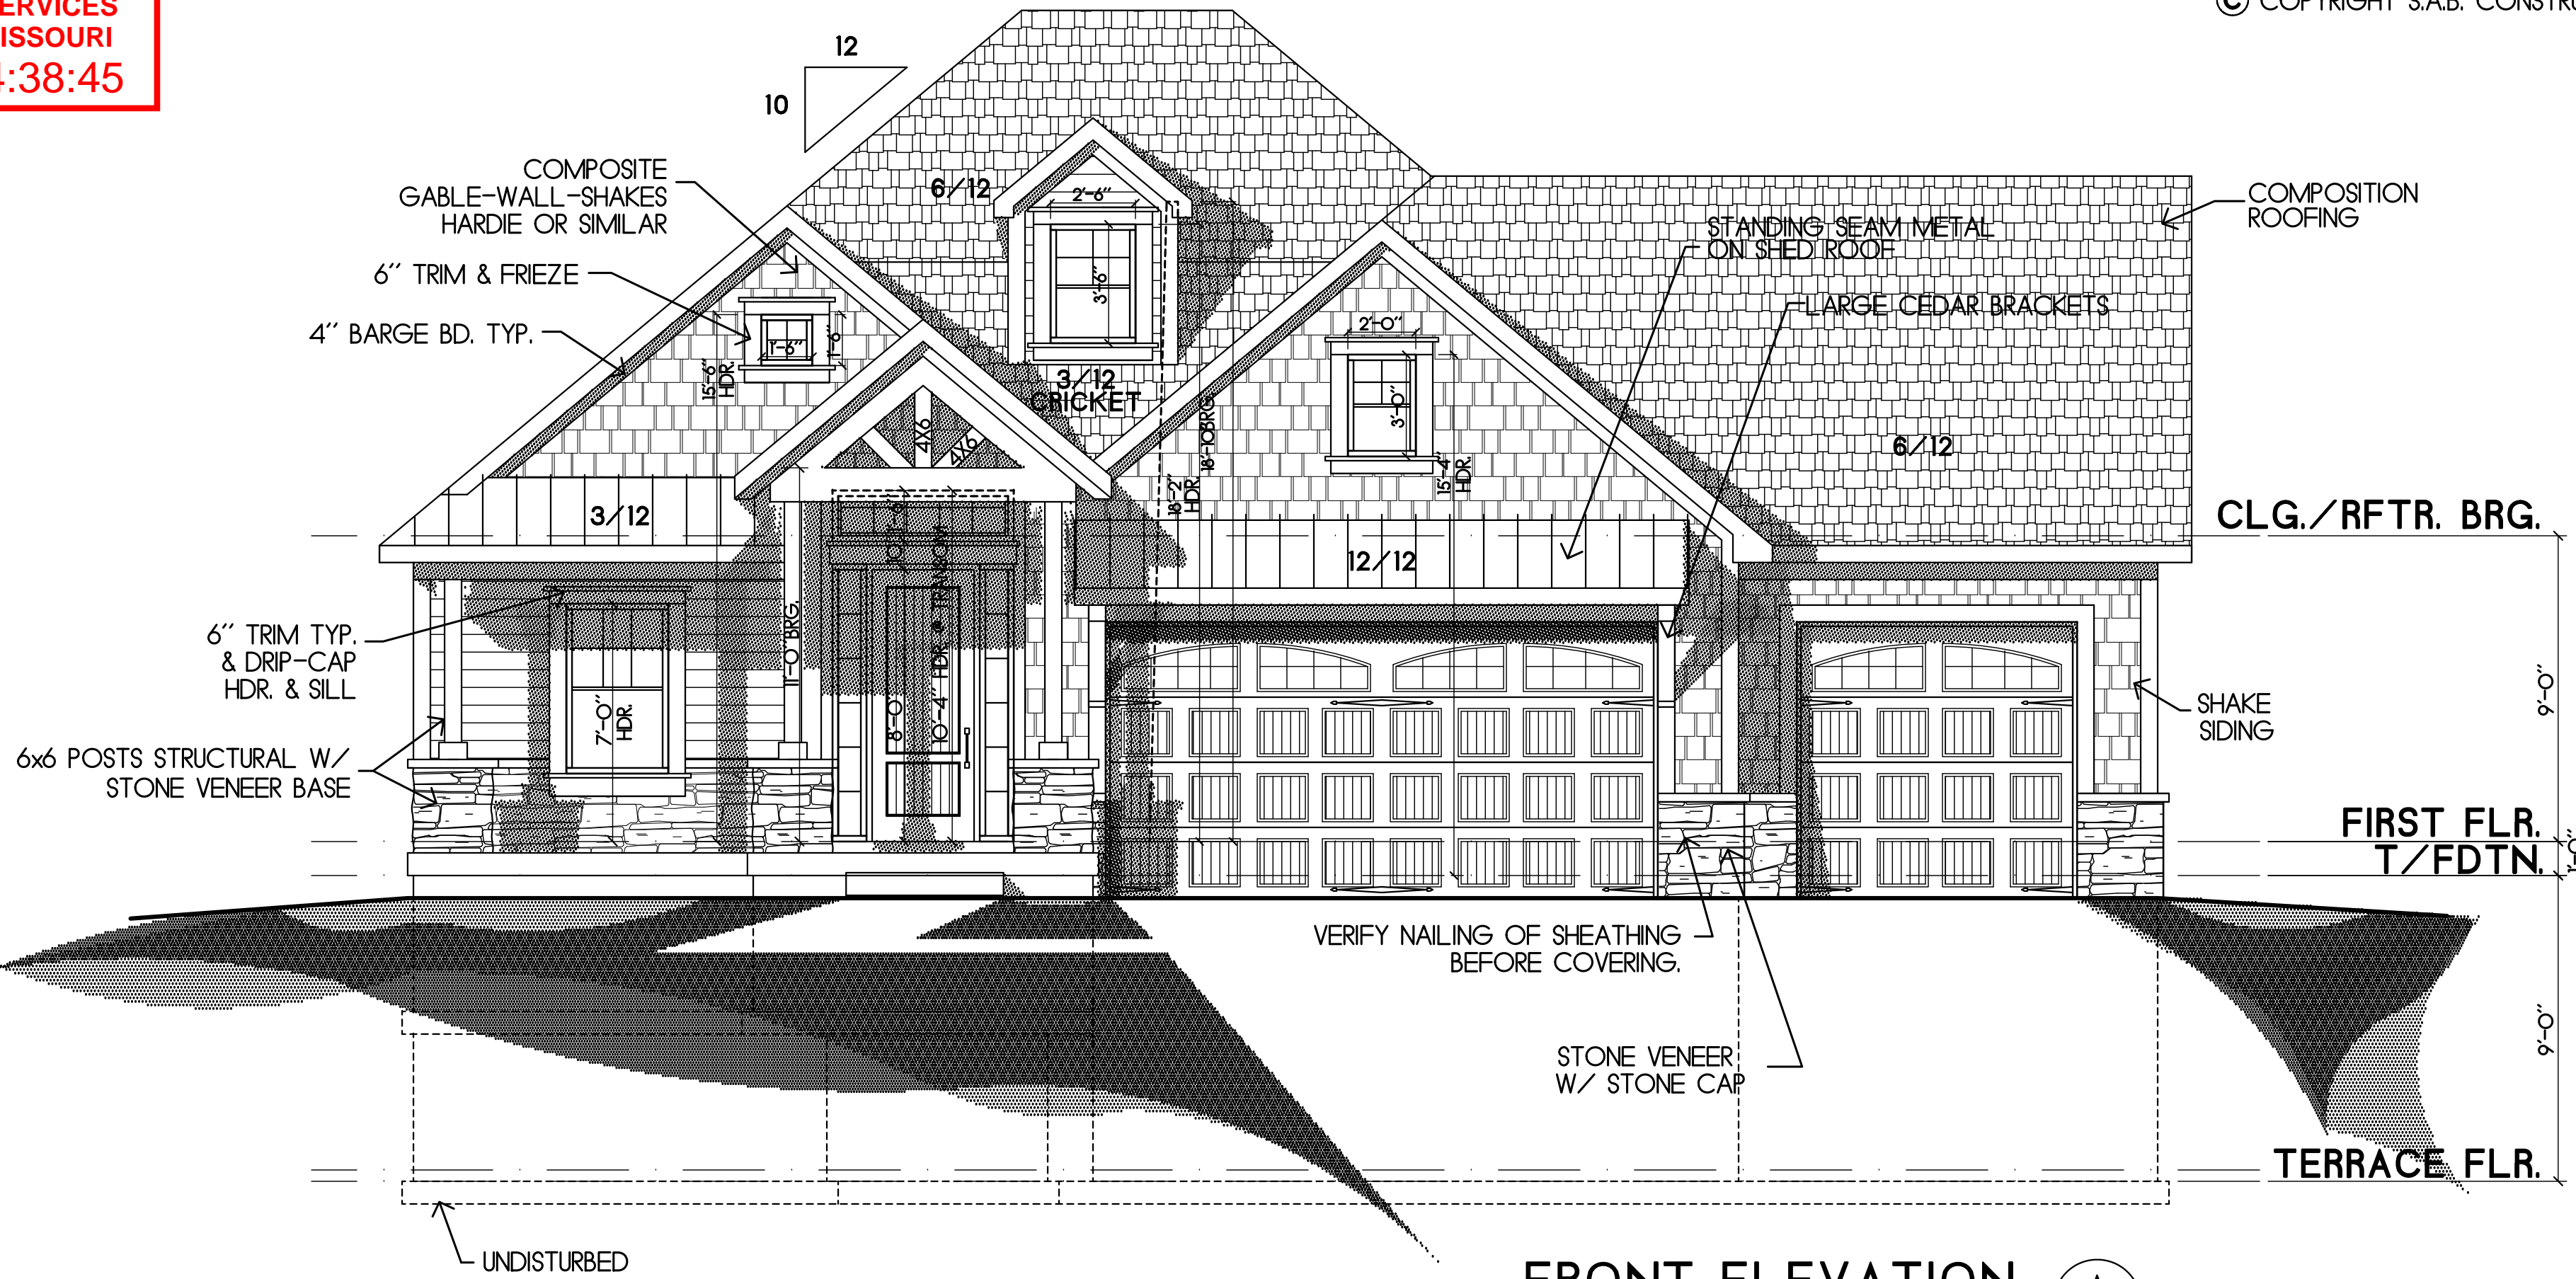 ERVICES
ISSOURI
4:38:45
© COPYRIGHT S.A.B. CONSTRU
12
10
COMPOSITE
GABLE-WALL-SHAKES
HARDIE OR SIMILAR
6'' TRIM & FRIEZE
4'' BARGE BD. TYP.
6/12
2'-6''
3'-6''
3/12
CRICKET
1'-6''
1'-6''
15'-6''
HDR.
4X6
4X6
STANDING SEAM METAL
ON SHED ROOF
LARGE CEDAR BRACKETS
COMPOSITION
ROOFING
2'-0''
3'-0''
15'-4''
HDR.
18'-10''BRG.
18'-2''
HDR.
6/12
3/12
12/12
CLG./RFTR. BRG.
11'-0'' BRG.
1'-6''
10'-4'' HDR @ TRANSOM
8'-0''
6'' TRIM TYP.
& DRIP-CAP
HDR. & SILL
7'-0''
HDR.
6x6 POSTS STRUCTURAL W/
STONE VENEER BASE
SHAKE
SIDING
9'-0''
FIRST FLR.
T/FDTN.
1'-0''
VERIFY NAILING OF SHEATHING
BEFORE COVERING.
STONE VENEER
W/ STONE CAP
9'-0''
TERRACE FLR.
UNDISTURBED
FRONT ELEVATION